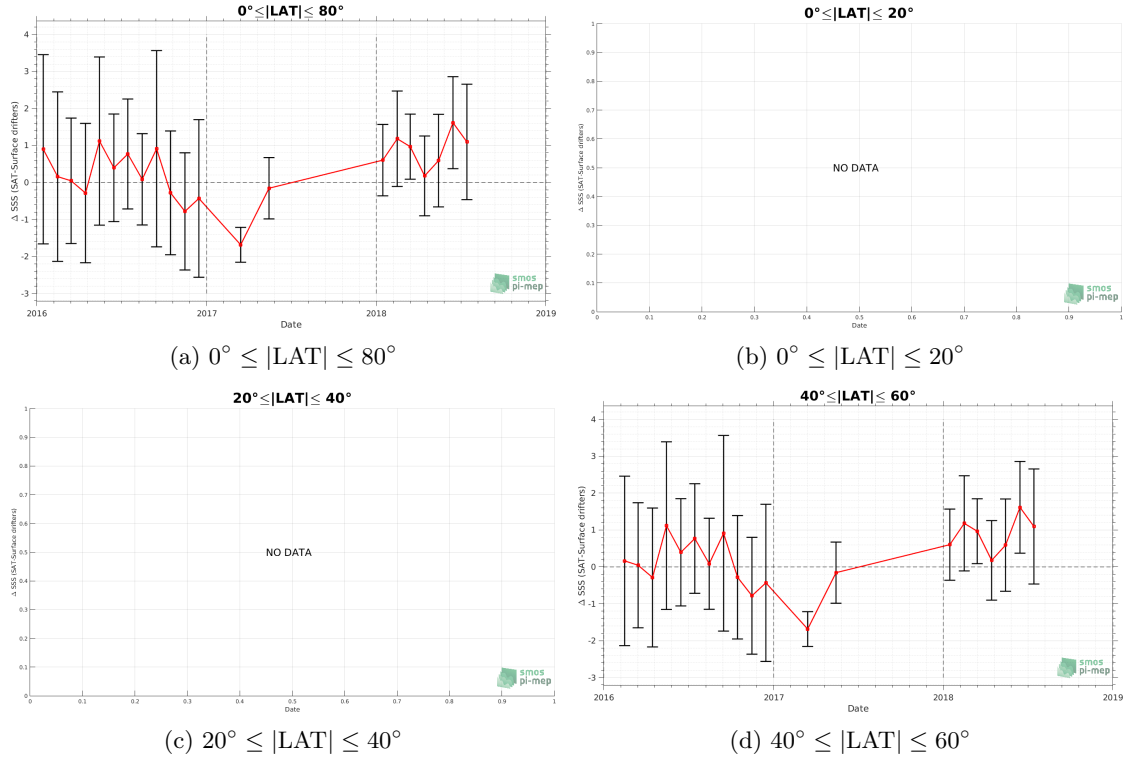 0°≤|LAT|≤ 80°
4
3
2
1
0
-1
-2
-3
Δ SSS (SAT-Surface drifters)
2016
2017
2018
2019
Date
smos
pi-mep
(a) 0° ≤ |LAT| ≤ 80°
0°≤|LAT|≤ 20°
1
0.9
0.8
0.7
0.6
0.5
0.4
0.3
0.2
0.1
0
Δ SSS (SAT-Surface drifters)
NO DATA
0
0.1
0.2
0.3
0.4
0.5
0.6
0.7
0.8
0.9
1
Date
smos
pi-mep
(b) 0° ≤ |LAT| ≤ 20°
20°≤|LAT|≤ 40°
1
0.9
0.8
0.7
0.6
0.5
0.4
0.3
0.2
0.1
0
Δ SSS (SAT-Surface drifters)
NO DATA
0
0.1
0.2
0.3
0.4
0.5
0.6
0.7
0.8
0.9
1
Date
smos
pi-mep
(c) 20° ≤ |LAT| ≤ 40°
40°≤|LAT|≤ 60°
4
3
2
1
0
-1
-2
-3
Δ SSS (SAT-Surface drifters)
2016
2017
2018
2019
Date
smos
pi-mep
(d) 40° ≤ |LAT| ≤ 60°